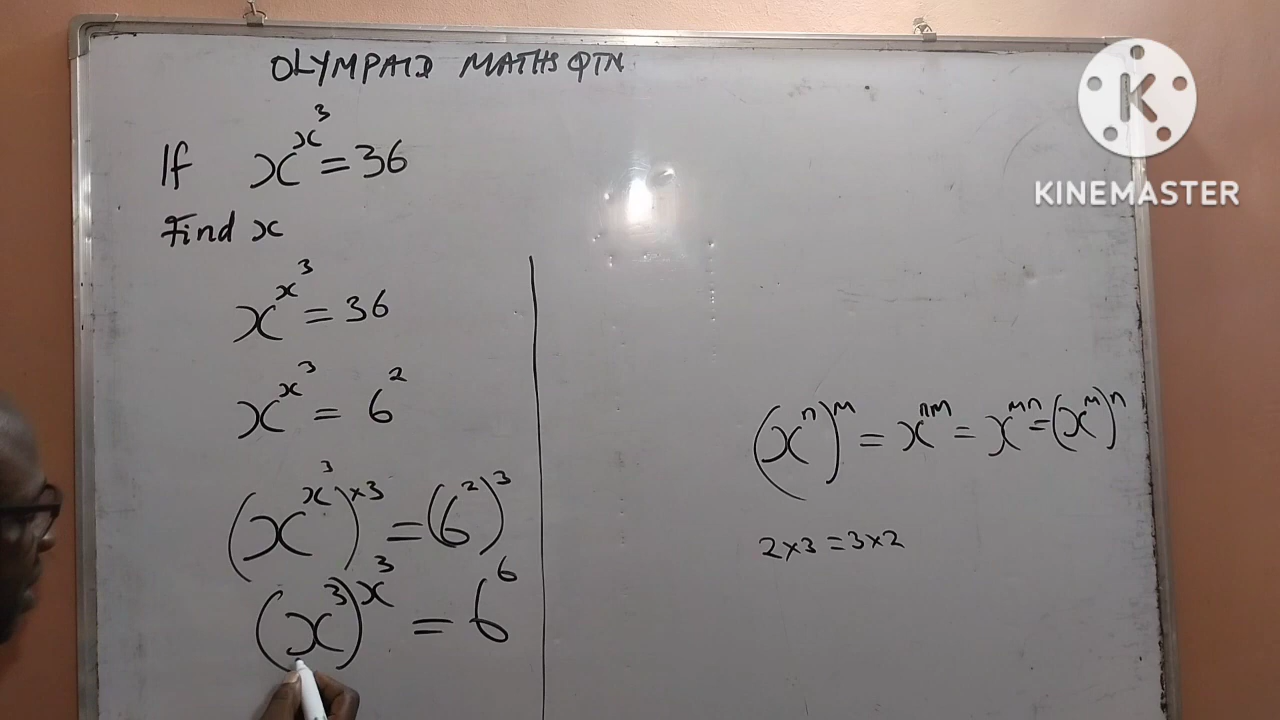 OLYMPAID MATHS QTN
If x^x^3 = 36
Find x
x^x^3 = 36
x^x^3 = 6^2
(x^x^3)^×3 = (6^2)^3
(x^3)^x^3 = 6^6
(x^n)^m = x^nm = x^mn = (x^m)^n
2×3 = 3×2
K
KINEMASTER